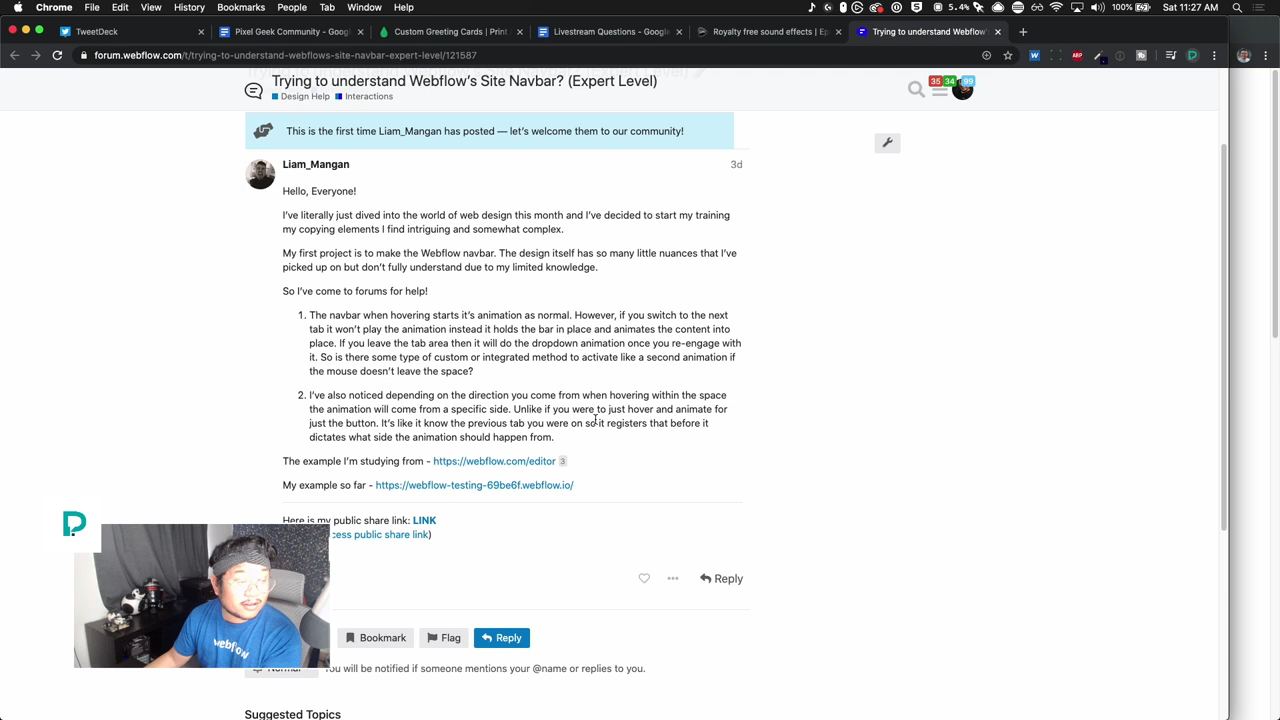 Chrome File Edit View History Bookmarks People Tab Window Help 5.4% 100% Sat 11:27 AM
TweetDeck Pixel Geek Community - Goog Custom Greeting Cards | Print Livestream Questions - Google Royalty free sound effects | Ep Trying to understand Webflow'
forum.webflow.com/t/trying-to-understand-webflows-site-navbar-expert-level/121587
Trying to understand Webflow's Site Navbar? (Expert Level)
35 34 99
Design Help Interactions
This is the first time Liam_Mangan has posted — let's welcome them to our community!
Liam_Mangan 3d
Hello, Everyone!
I've literally just dived into the world of web design this month and I've decided to start my training
my copying elements I find intriguing and somewhat complex.
My first project is to make the Webflow navbar. The design itself has so many little nuances that I've
picked up on but don't fully understand due to my limited knowledge.
So I've come to forums for help!
1. The navbar when hovering starts it's animation as normal. However, if you switch to the next
tab it won't play the animation instead it holds the bar in place and animates the content into
place. If you leave the tab area then it will do the dropdown animation once you re-engage with
it. So is there some type of custom or integrated method to activate like a second animation if
the mouse doesn't leave the space?
2. I've also noticed depending on the direction you come from when hovering within the space
the animation will come from a specific side. Unlike if you were to just hover and animate for
just the button. It's like it know the previous tab you were on so it registers that before it
dictates what side the animation should happen from.
The example I'm studying from - https://webflow.com/editor 3
My example so far - https://webflow-testing-69be6f.webflow.io/
Here is my public share link: LINK
cess public share link)
Reply
Bookmark Flag Reply
You will be notified if someone mentions your @name or replies to you.
webflow
Suggested Topics